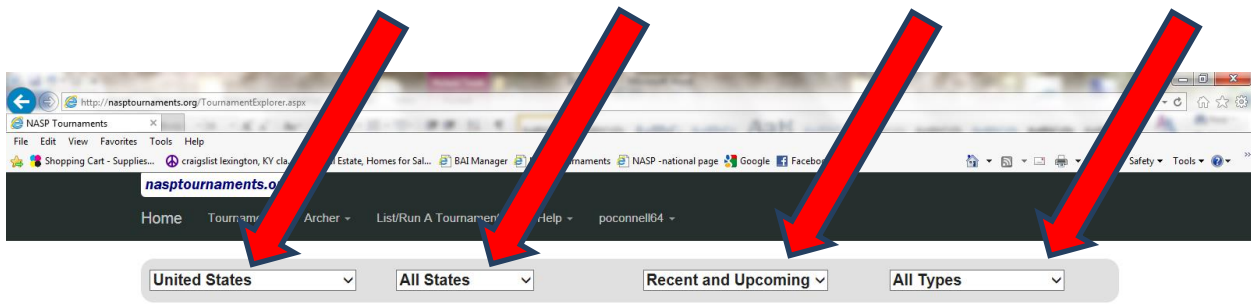 http://nasptournaments.org/TournamentExplorer.aspx
NASP Tournaments ×
File Edit View Favorites Tools Help
Shopping Cart - Supplies... craigslist lexington, KY Estate, Homes for Sal... BAI Manager NASP -national page Google Facebook Safety Tools
nasptournaments.o
Home Tourname Archer List/Run A Tournament Help poconnell64
United States All States Recent and Upcoming All Types